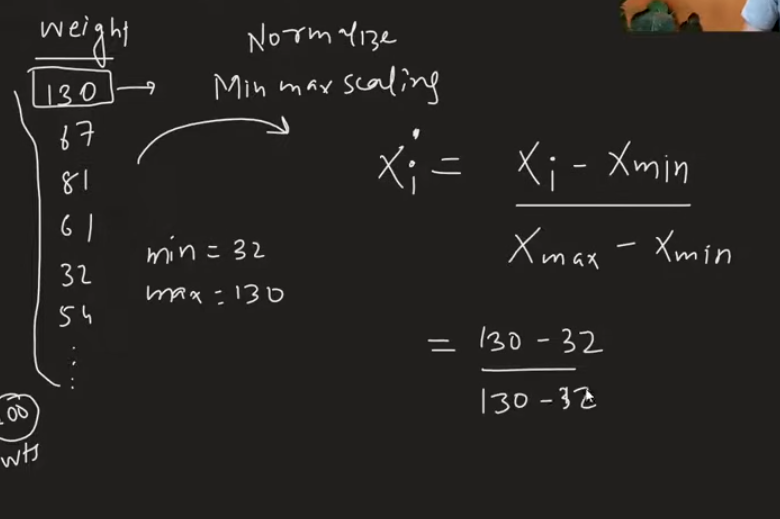 weight
130
67
81
61
32
54
100
wts
min = 32
max = 130
Normalize
Min max scaling
Xi' = Xi - Xmin
Xmax - Xmin
= 130 - 32
130 - 32